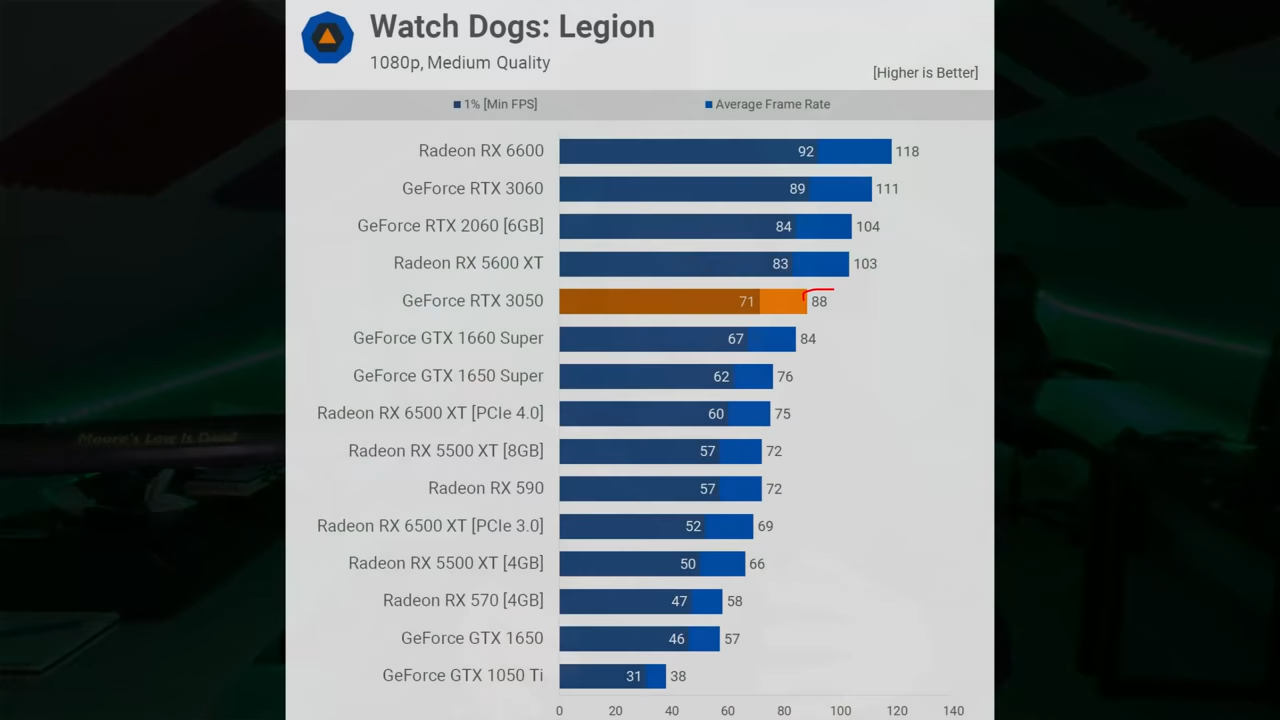 Watch Dogs: Legion
1080p, Medium Quality
[Higher is Better]
1% [Min FPS] Average Frame Rate
Radeon RX 6600 92 118
GeForce RTX 3060 89 111
GeForce RTX 2060 [6GB] 84 104
Radeon RX 5600 XT 83 103
GeForce RTX 3050 71 88
GeForce GTX 1660 Super 67 84
GeForce GTX 1650 Super 62 76
Radeon RX 6500 XT [PCIe 4.0] 60 75
Radeon RX 5500 XT [8GB] 57 72
Radeon RX 590 57 72
Radeon RX 6500 XT [PCIe 3.0] 52 69
Radeon RX 5500 XT [4GB] 50 66
Radeon RX 570 [4GB] 47 58
GeForce GTX 1650 46 57
GeForce GTX 1050 Ti 31 38
0 20 40 60 80 100 120 140
Moore's Law Is Dead